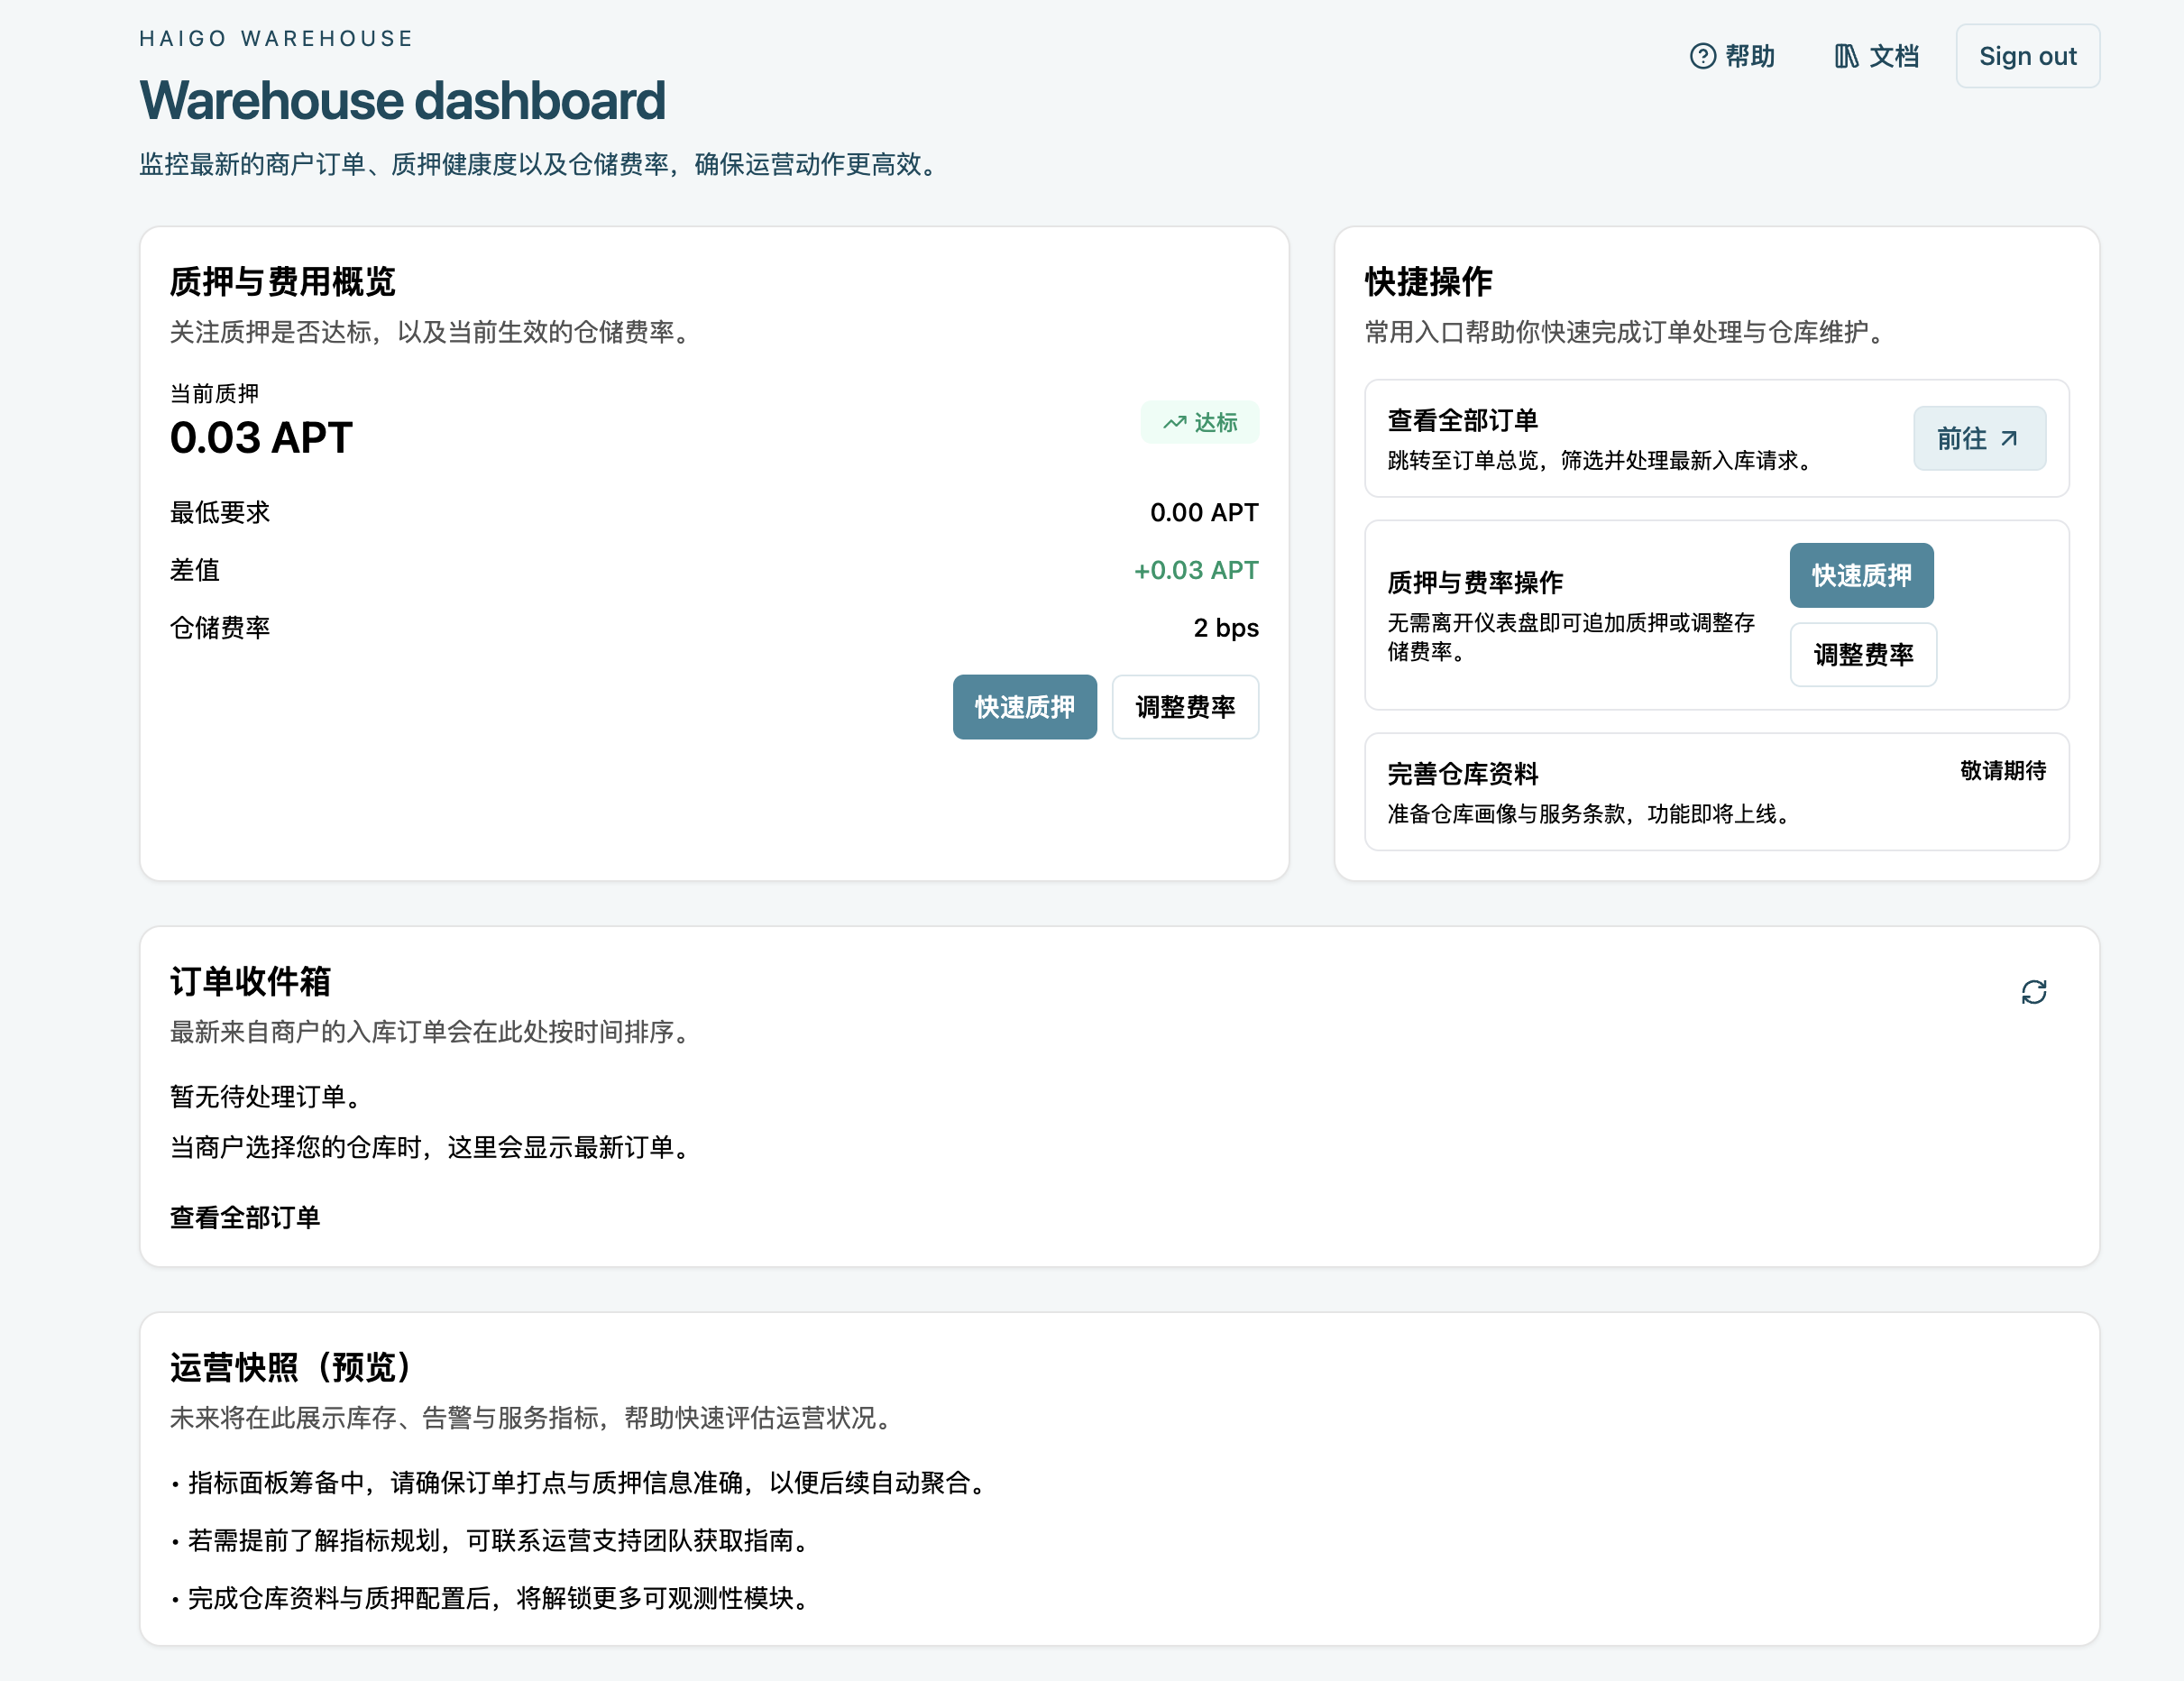 HAIGO WAREHOUSE
Warehouse dashboard
监控最新的商户订单、质押健康度以及仓储费率，确保运营动作更高效。
帮助
文档
Sign out
质押与费用概览
关注质押是否达标，以及当前生效的仓储费率。
当前质押
0.03 APT
达标
最低要求
0.00 APT
差值
+0.03 APT
仓储费率
2 bps
快速质押
调整费率
快捷操作
常用入口帮助你快速完成订单处理与仓库维护。
查看全部订单
跳转至订单总览，筛选并处理最新入库请求。
前往
质押与费率操作
无需离开仪表盘即可追加质押或调整存
储费率。
快速质押
调整费率
完善仓库资料
准备仓库画像与服务条款，功能即将上线。
敬请期待
订单收件箱
最新来自商户的入库订单会在此处按时间排序。
暂无待处理订单。
当商户选择您的仓库时，这里会显示最新订单。
查看全部订单
运营快照（预览）
未来将在此展示库存、告警与服务指标，帮助快速评估运营状况。
• 指标面板筹备中，请确保订单打点与质押信息准确，以便后续自动聚合。
• 若需提前了解指标规划，可联系运营支持团队获取指南。
• 完成仓库资料与质押配置后，将解锁更多可观测性模块。